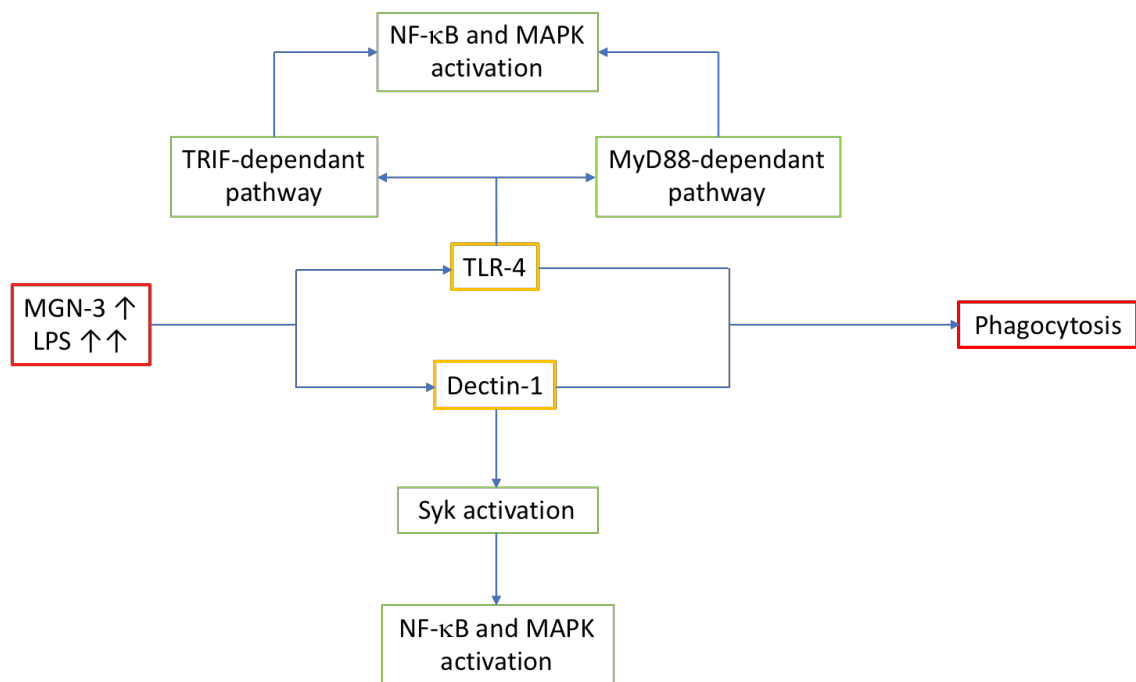 NF-κB and MAPK
activation
TRIF-dependant
pathway
MyD88-dependant
pathway
TLR-4
MGN-3 ↑
LPS ↑↑
Phagocytosis
Dectin-1
Syk activation
NF-κB and MAPK
activation